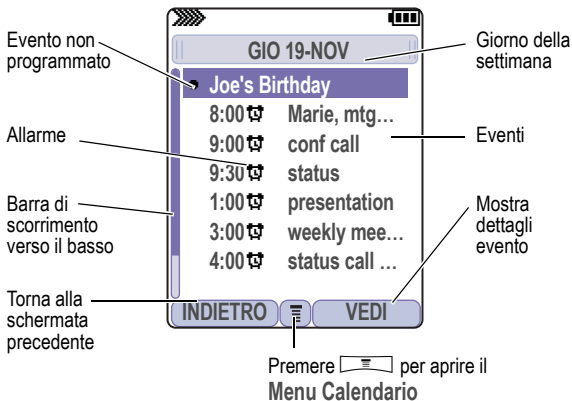 Evento non
programmato
Allarme
Barra di
scorrimento
verso il basso
Torna alla
schermata
precedente
GIO 19-NOV
Joe's Birthday
8:00 Marie, mtg...
9:00 conf call
9:30 status
1:00 presentation
3:00 weekly mee...
4:00 status call ...
INDIETRO VEDI
Giorno della
settimana
Eventi
Mostra
dettagli
evento
Premere per aprire il
Menu Calendario